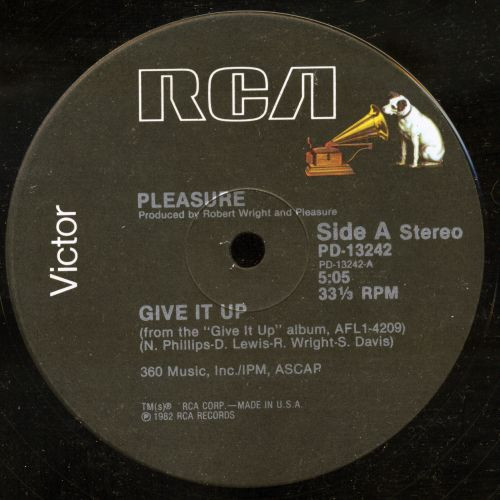 RCA
Victor
PLEASURE
Produced by Robert Wright and Pleasure
Side A Stereo
PD-13242
PD-13242-A
5:05
33⅓ RPM
GIVE IT UP
(from the "Give It Up" album, AFL1-4209)
(N. Phillips-D. Lewis-R. Wright-S. Davis)
360 Music, Inc./IPM, ASCAP
TM(s)® RCA CORP.—MADE IN U.S.A.
℗ 1982 RCA RECORDS